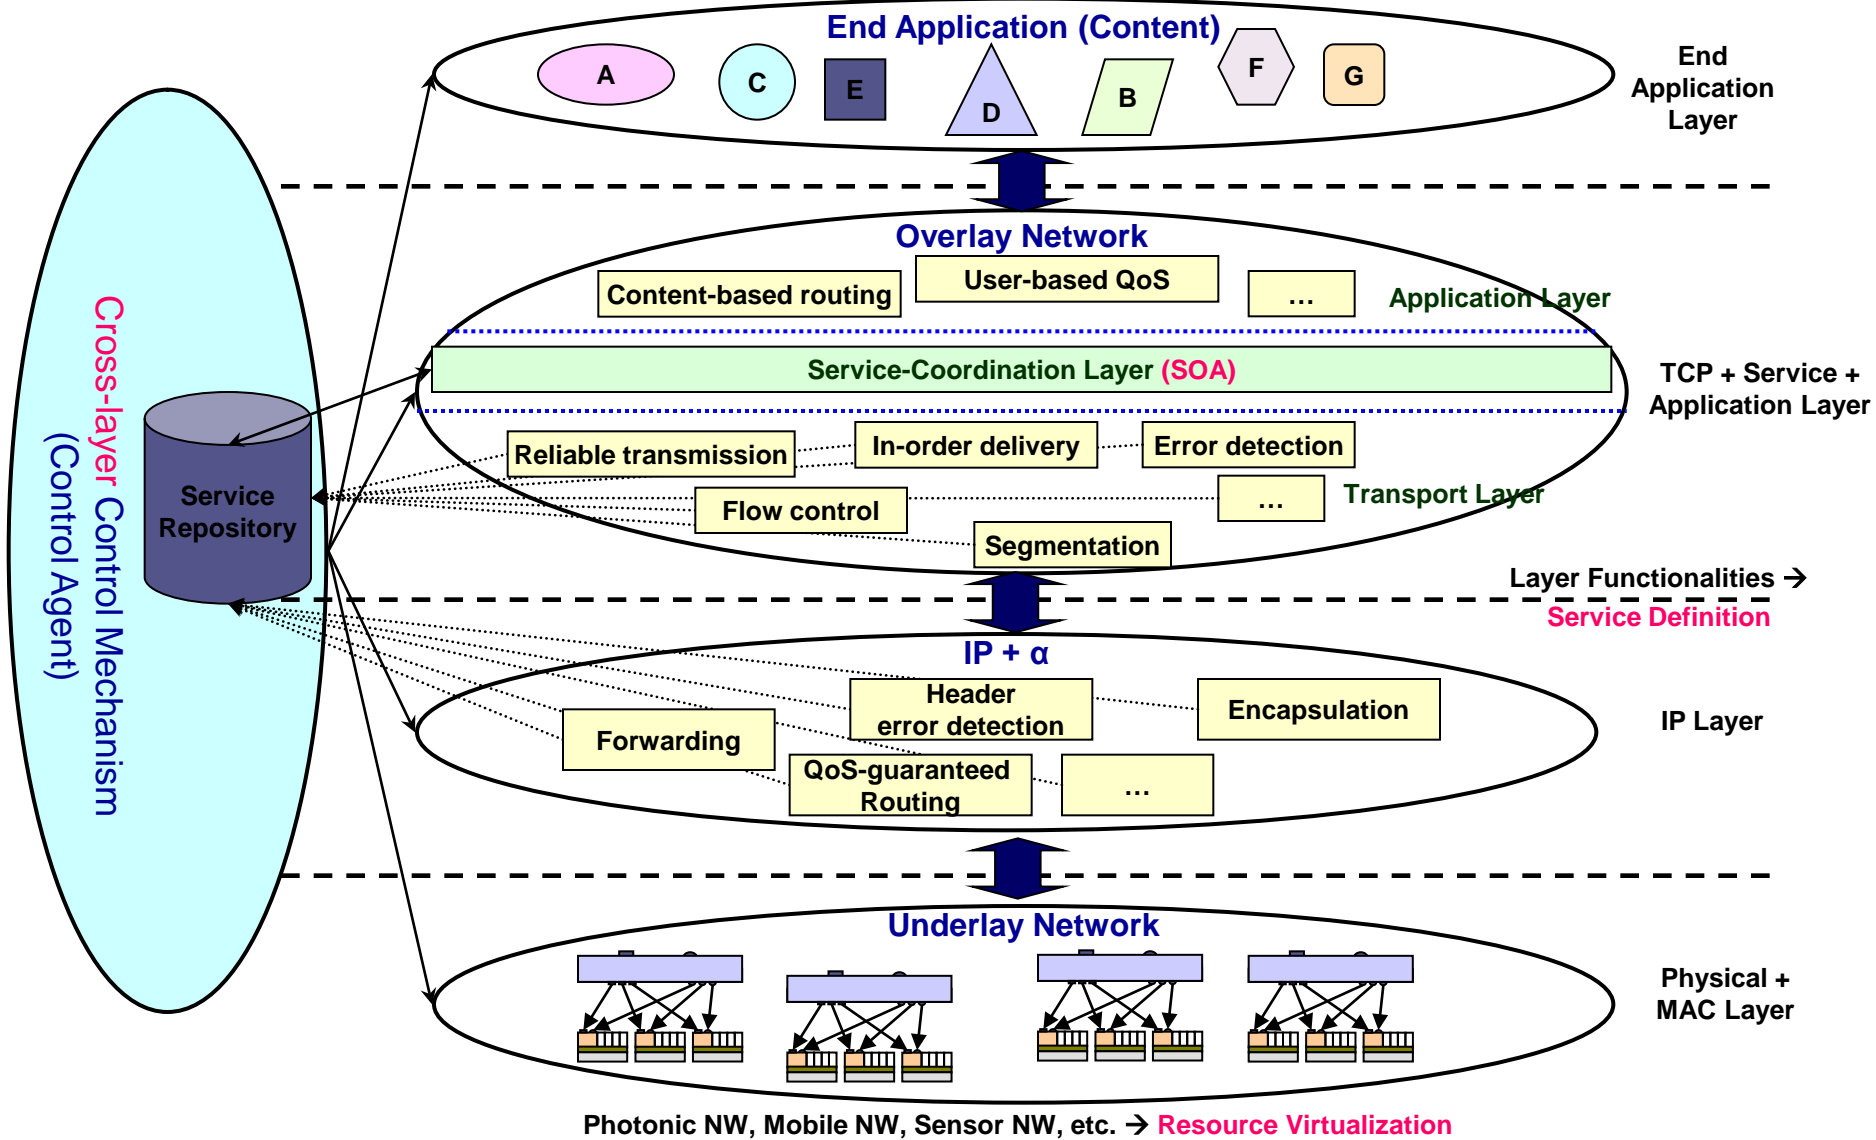 End Application (Content)
A
C
E
D
B
F
G
End
Application
Layer
Overlay Network
Content-based routing
User-based QoS
...
Application Layer
Service-Coordination Layer (SOA)
TCP + Service +
Application Layer
Reliable transmission
In-order delivery
Error detection
Flow control
...
Transport Layer
Segmentation
Cross-layer Control Mechanism
(Control Agent)
Service
Repository
Layer Functionalities →
Service Definition
IP + α
Header
error detection
Encapsulation
Forwarding
QoS-guaranteed
Routing
...
IP Layer
Underlay Network
Physical +
MAC Layer
Photonic NW, Mobile NW, Sensor NW, etc. → Resource Virtualization